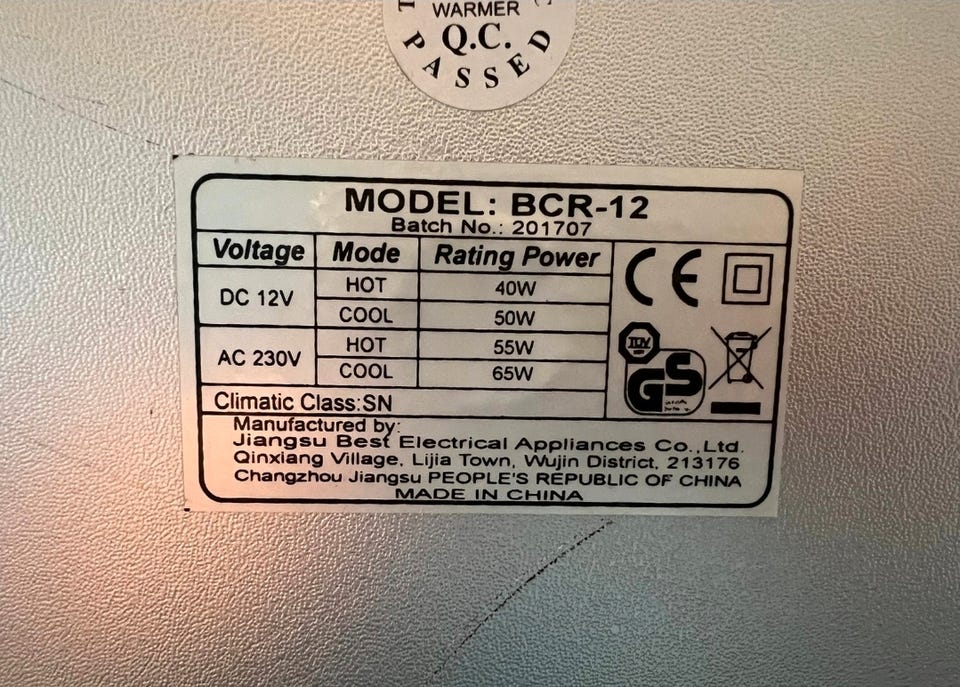 WARMER
Q.C.
PASSED
MODEL: BCR-12
Batch No.: 201707
Voltage Mode Rating Power
DC 12V HOT 40W
COOL 50W
AC 230V HOT 55W
COOL 65W
CE
TÜV
GS
Climatic Class:SN
Manufactured by:
Jiangsu Best Electrical Appliances Co.,Ltd.
Qinxiang Village, Lijia Town, Wujin District, 213176
Changzhou Jiangsu PEOPLE'S REPUBLIC OF CHINA
MADE IN CHINA